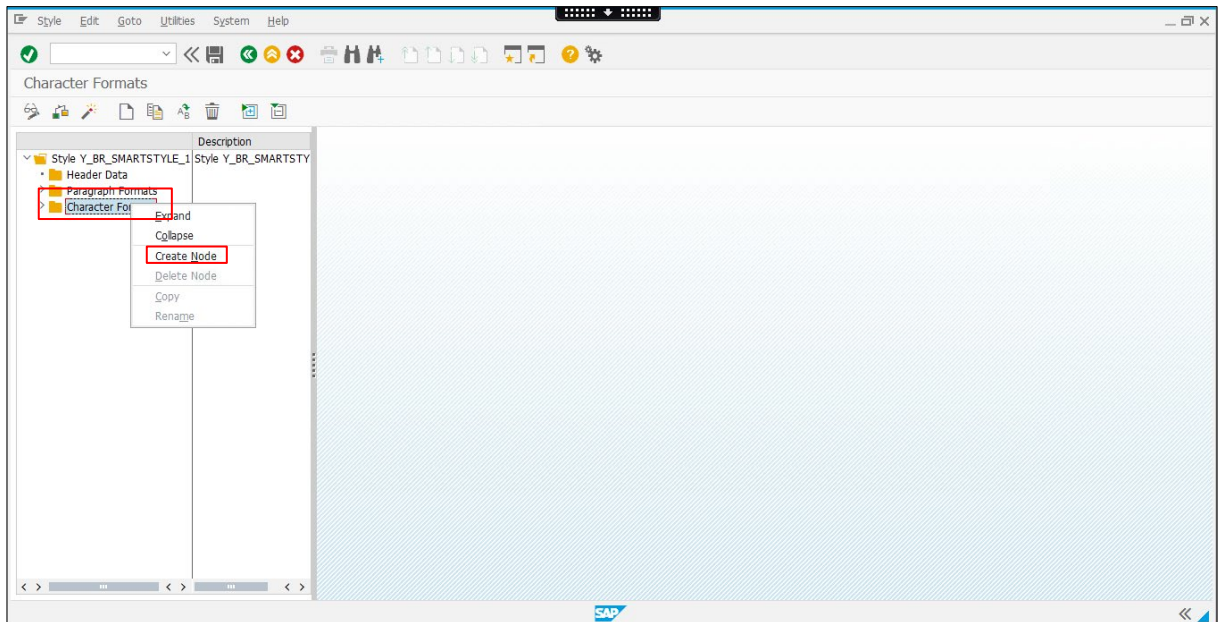 Style Edit Goto Utilities System Help
Character Formats
Description
Style Y_BR_SMARTSTYLE_1 Style Y_BR_SMARTSTY
Header Data
Paragraph Formats
Character For
Expand
Collapse
Create Node
Delete Node
Copy
Rename
SAP